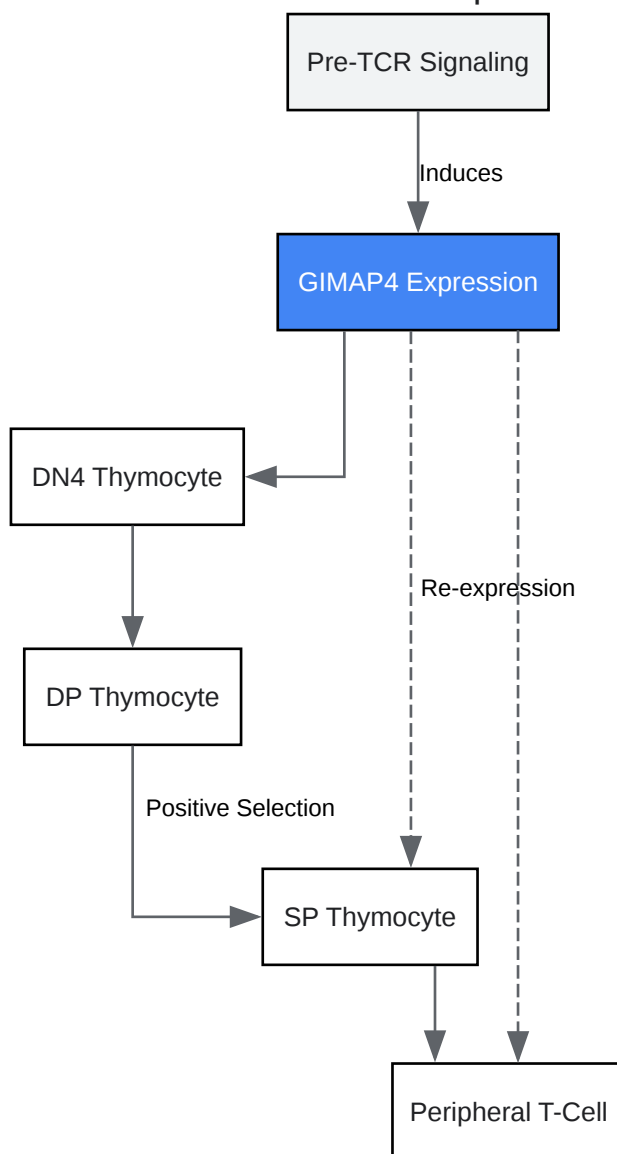 Pre-TCR Signaling
Induces
GIMAP4 Expression
DN4 Thymocyte
Re-expression
DP Thymocyte
Positive Selection
SP Thymocyte
Peripheral T-Cell